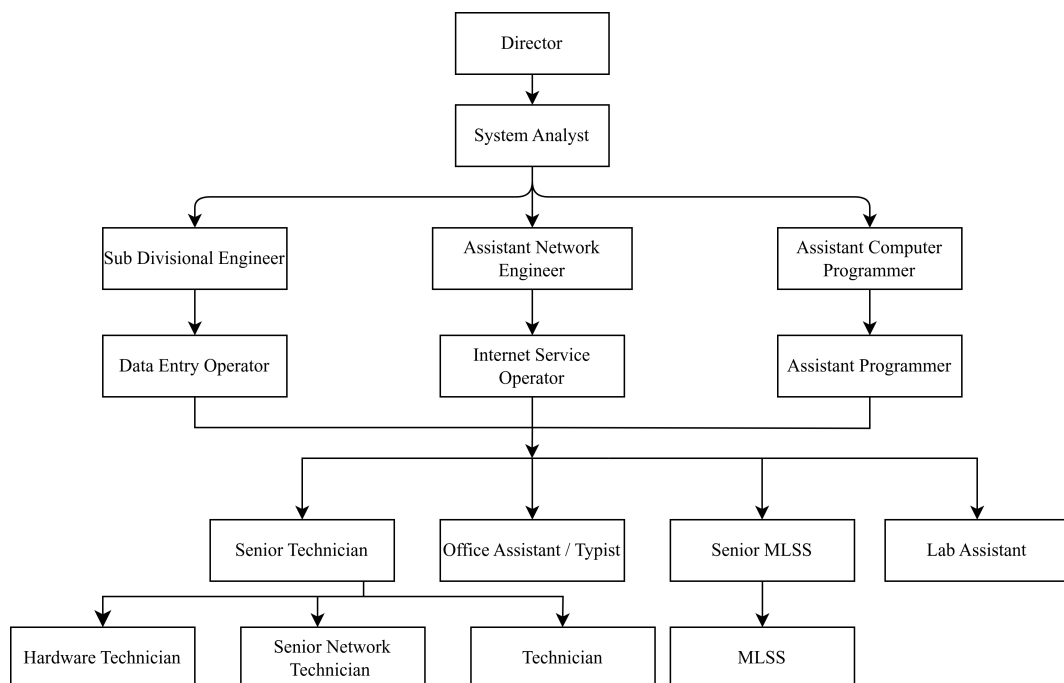 Director
System Analyst
Sub Divisional Engineer
Assistant Network
Engineer
Assistant Computer
Programmer
Data Entry Operator
Internet Service
Operator
Assistant Programmer
Senior Technician
Office Assistant / Typist
Senior MLSS
Lab Assistant
Hardware Technician
Senior Network
Technician
Technician
MLSS